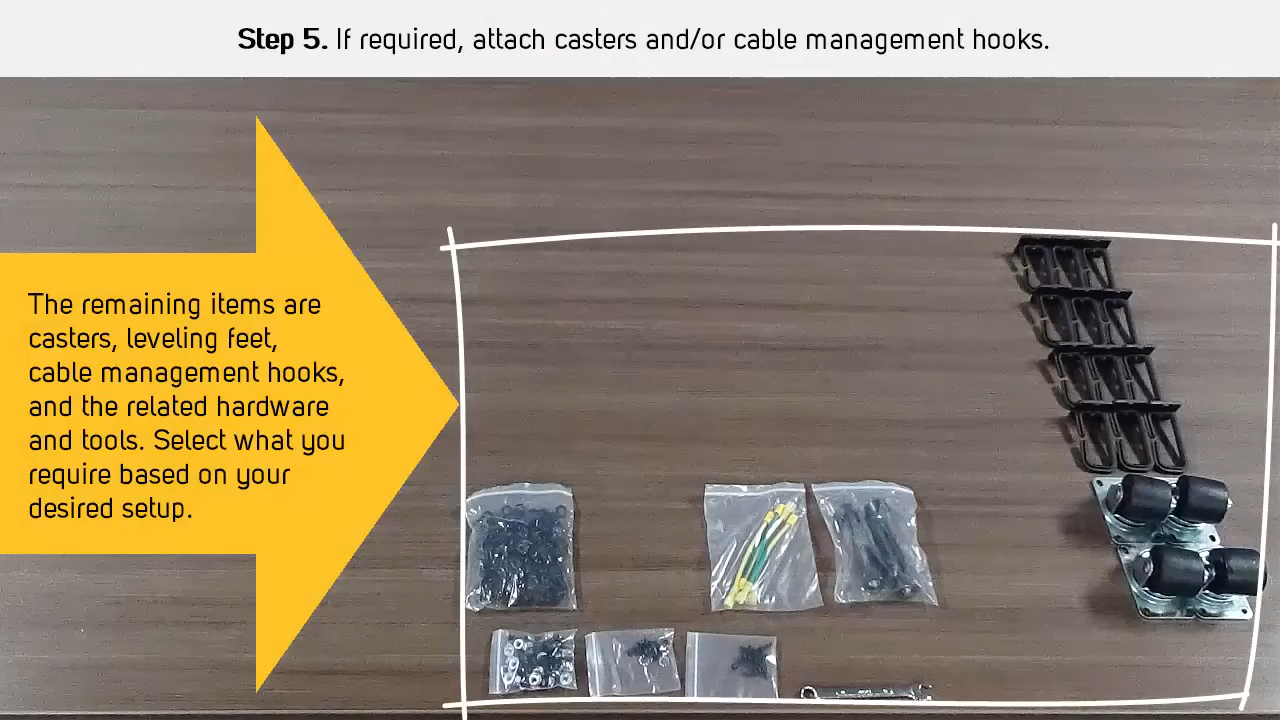 Step 5. If required, attach casters and/or cable management hooks.
The remaining items are
casters, leveling feet,
cable management hooks,
and the related hardware
and tools. Select what you
require based on your
desired setup.